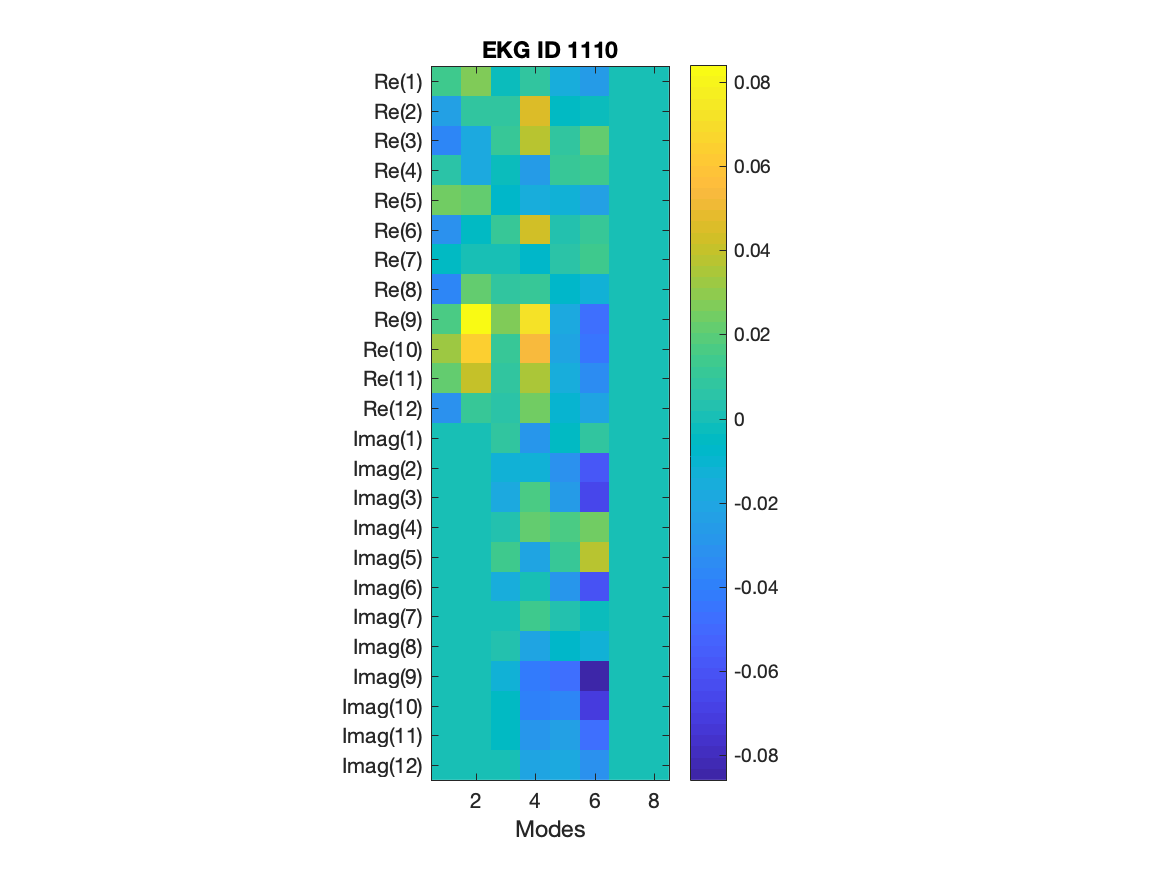 EKG ID 1110
Re(1)
Re(2)
Re(3)
Re(4)
Re(5)
Re(6)
Re(7)
Re(8)
Re(9)
Re(10)
Re(11)
Re(12)
Imag(1)
Imag(2)
Imag(3)
Imag(4)
Imag(5)
Imag(6)
Imag(7)
Imag(8)
Imag(9)
Imag(10)
Imag(11)
Imag(12)
2 4 6 8
Modes
0.08
0.06
0.04
0.02
0
-0.02
-0.04
-0.06
-0.08